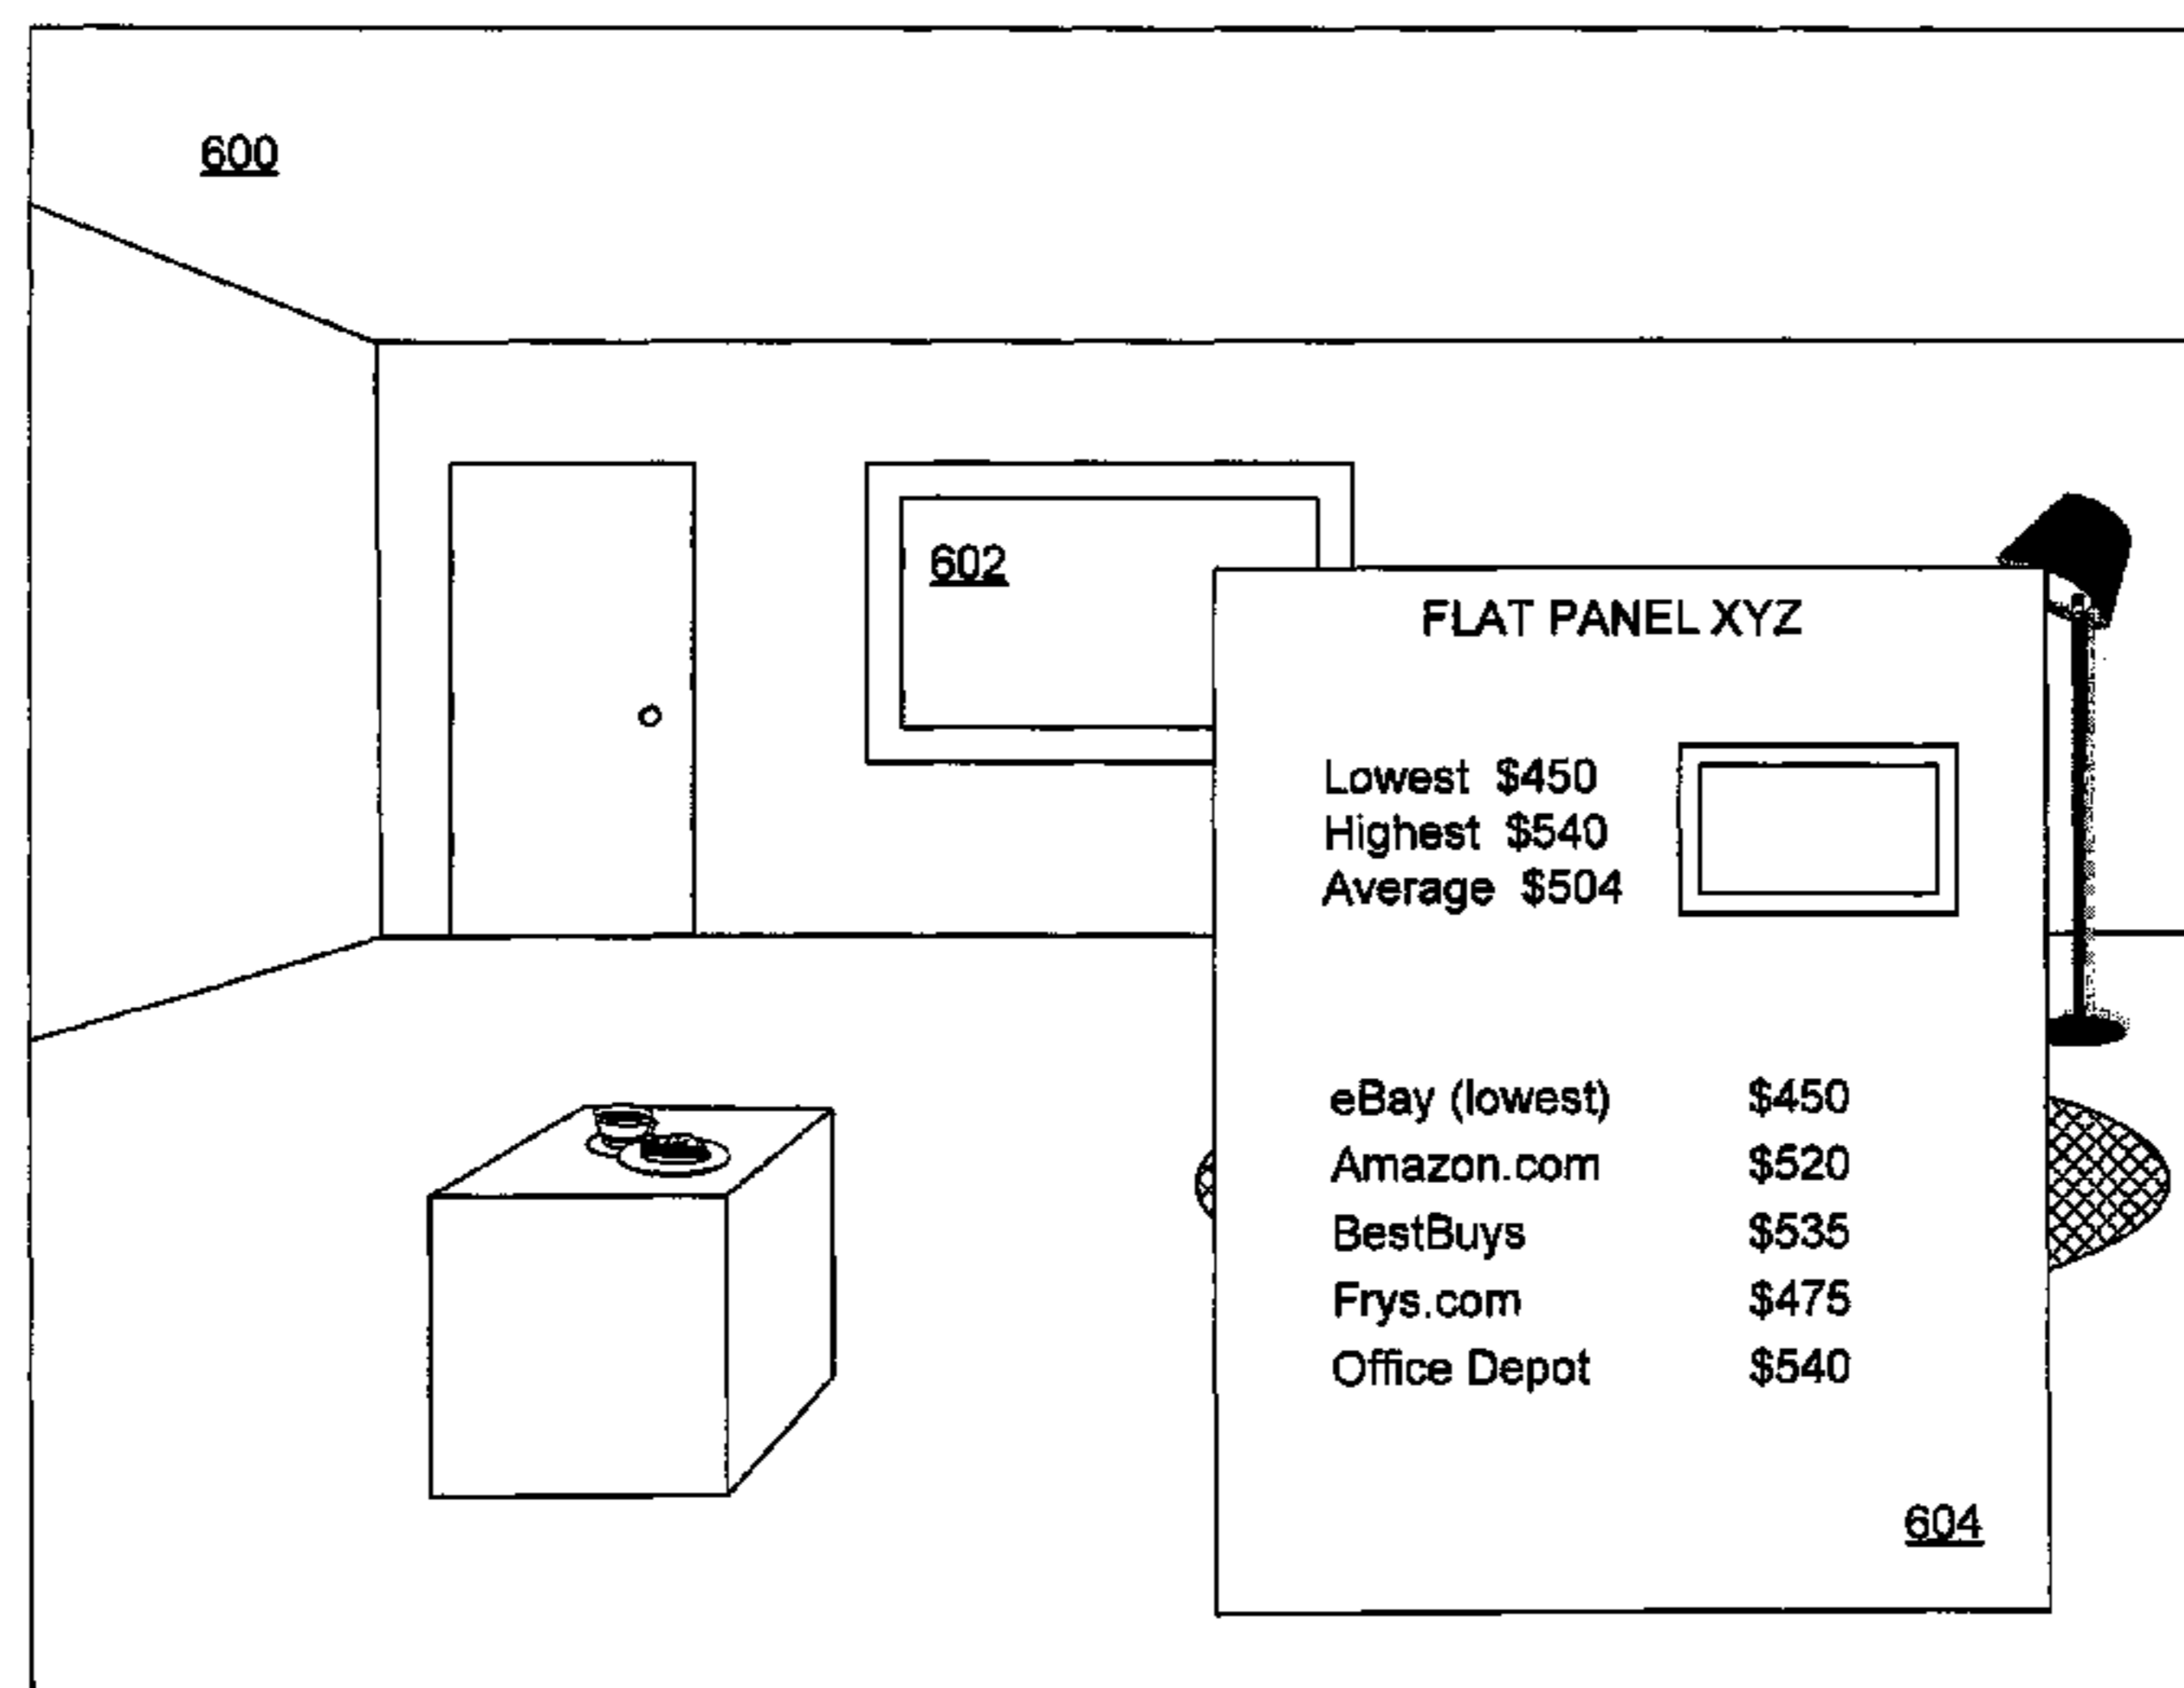 600
602
FLAT PANEL XYZ
Lowest $450
Highest $540
Average $504
eBay (lowest) $450
Amazon.com $520
BestBuys $535
Frys.com $475
Office Depot $540
604